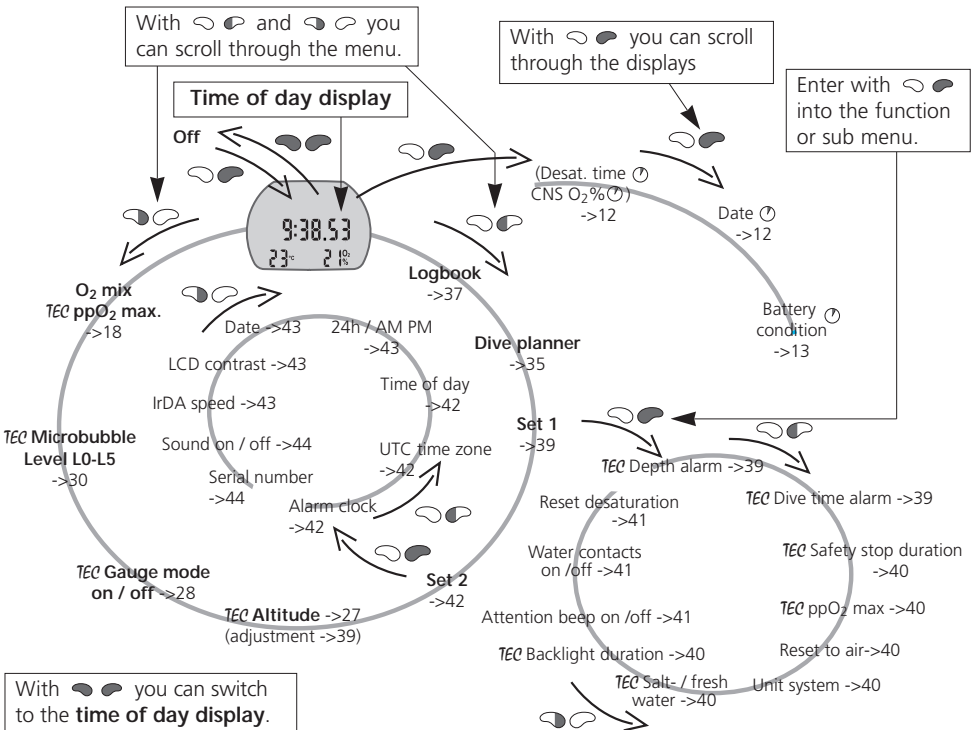 With and you
can scroll through the menu.
With you can scroll
through the displays
Enter with
into the function
or sub menu.
Time of day display
Off
9:38.53
23°C 21 O2%
(Desat. time
CNS O2%)
->12
Date
->12
Battery
condition
->13
Logbook
->37
Dive planner
->35
Set 1
->39
Set 2
->42
TEC Altitude ->27
(adjustment ->39)
TEC Gauge mode
on / off ->28
TEC Microbubble
Level L0-L5
->30
O2 mix
TEC ppO2 max.
->18
Alarm clock
->42
UTC time zone
->42
Time of day
->42
24h / AM PM
->43
Date ->43
LCD contrast ->43
IrDA speed ->43
Sound on / off ->44
Serial number
->44
TEC Depth alarm ->39
TEC Dive time alarm ->39
TEC Safety stop duration
->40
TEC ppO2 max ->40
Reset to air->40
Unit system ->40
TEC Salt- / fresh
water ->40
TEC Backlight duration ->40
Attention beep on /off ->41
Water contacts
on /off ->41
Reset desaturation
->41
With you can switch
to the time of day display.